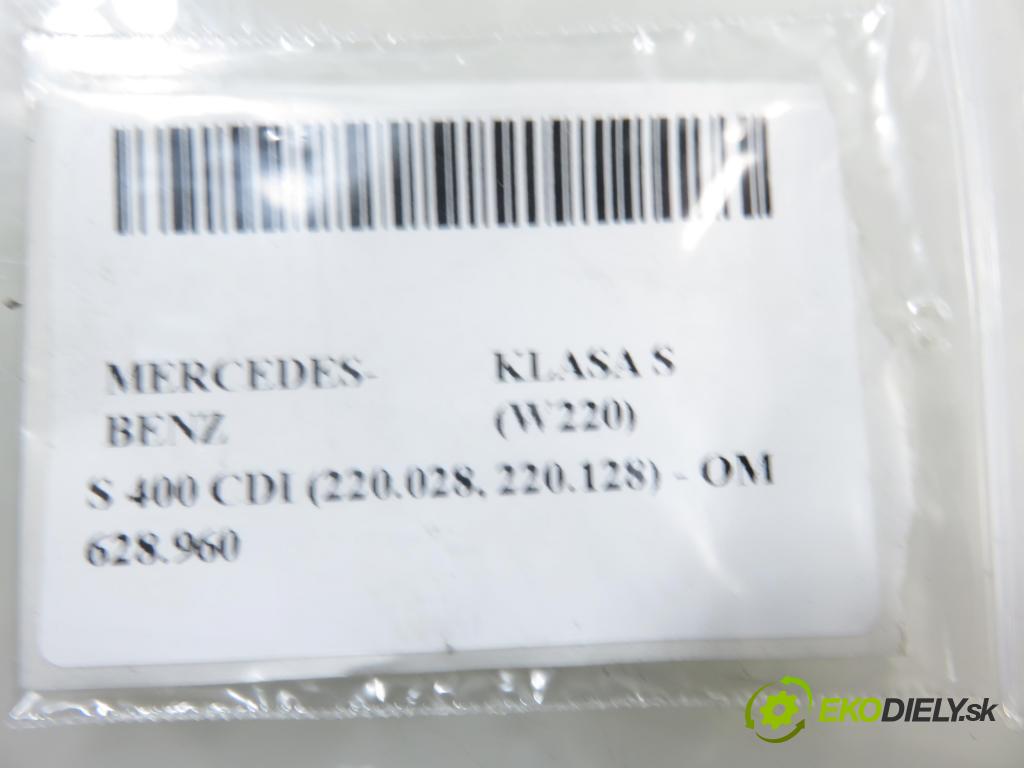 MERCEDES- KLASA S
BENZ (W220)
S 400 CDI (220.028, 220.128) - OM
628.960
EKODIELY.sk